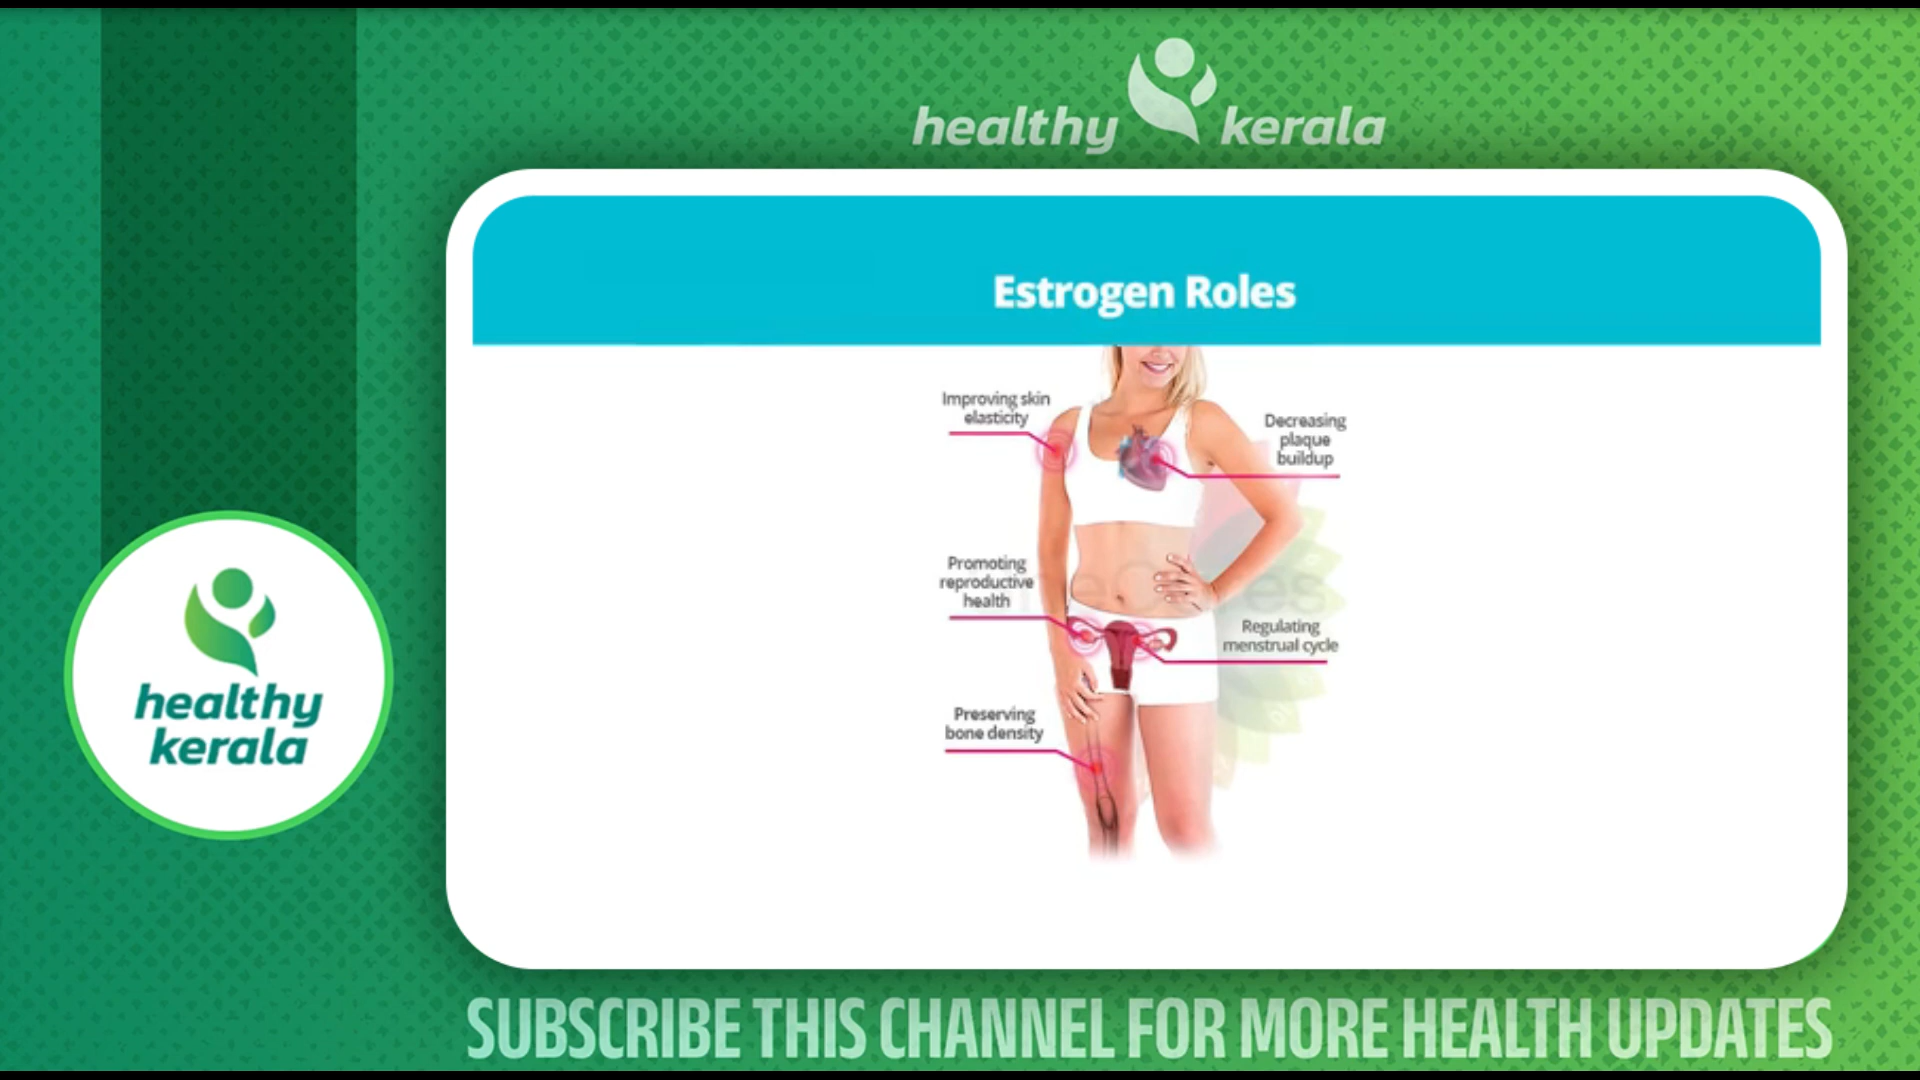 healthy kerala
Estrogen Roles
Improving skin
elasticity
Decreasing
plaque
buildup
Promoting
reproductive
health
Regulating
menstrual cycle
Preserving
bone density
healthy
kerala
SUBSCRIBE THIS CHANNEL FOR MORE HEALTH UPDATES